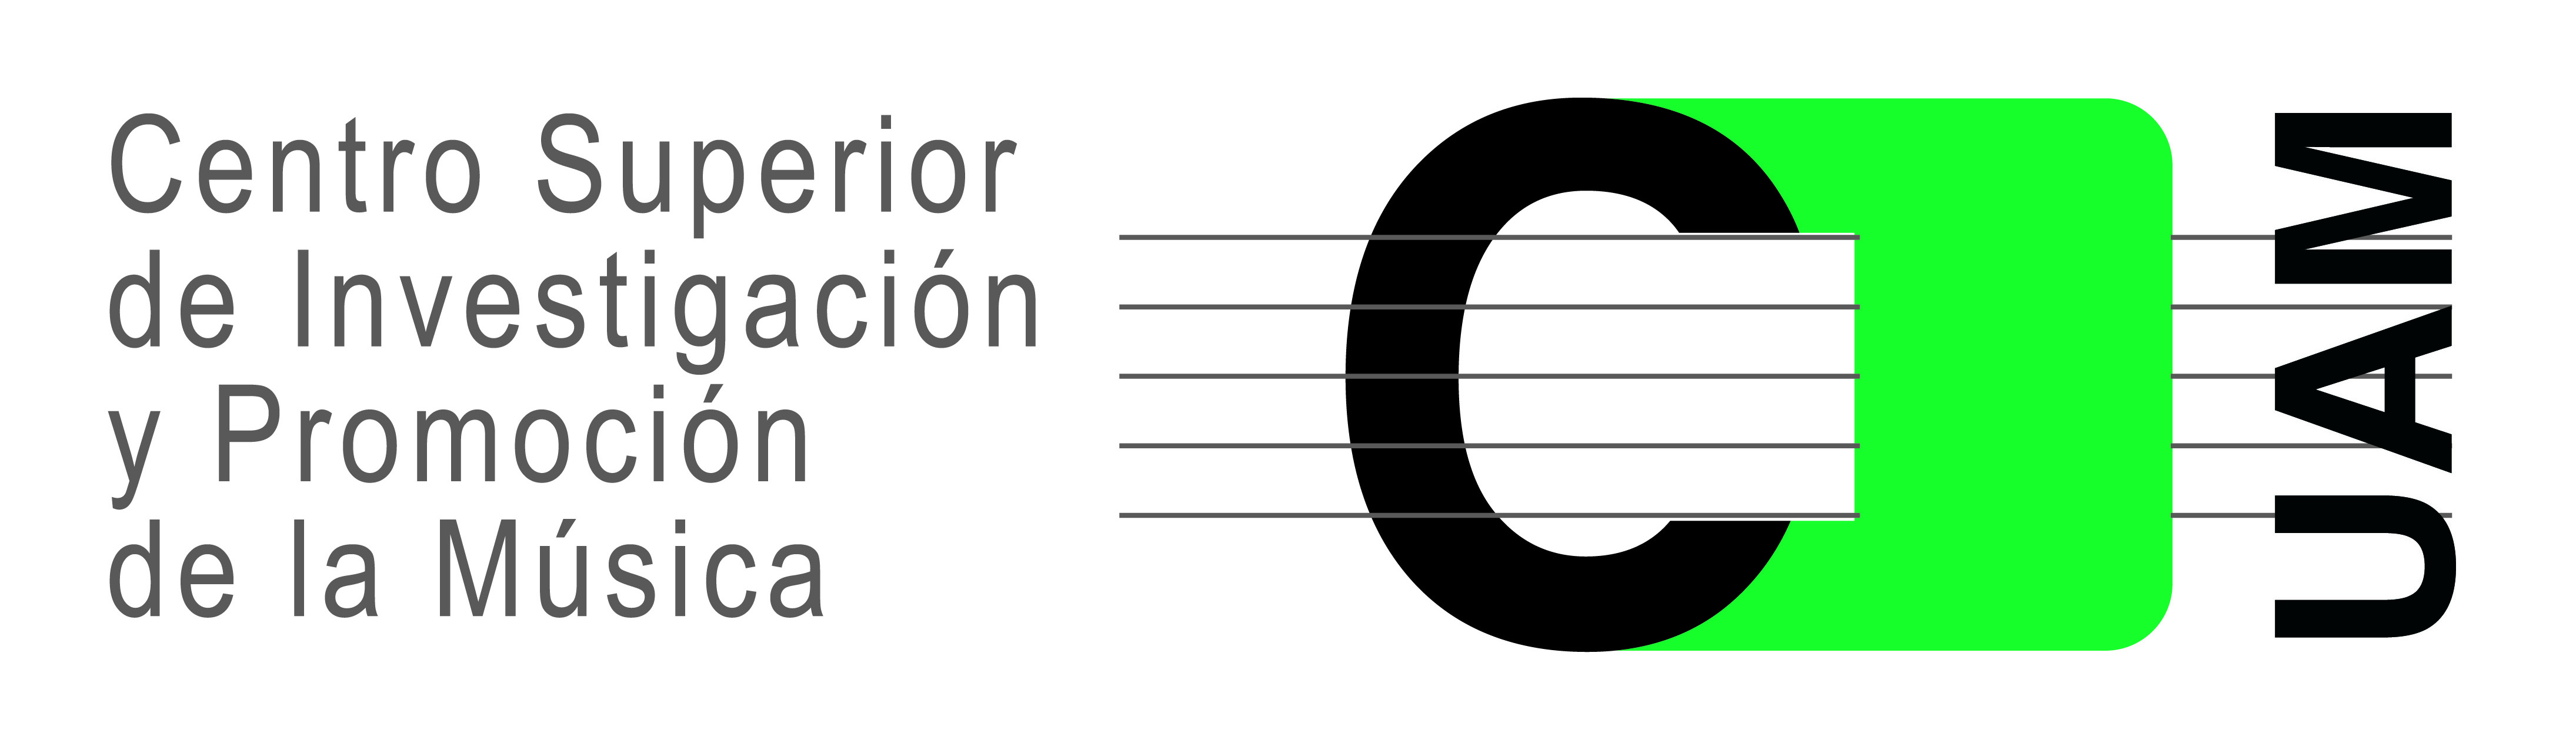 Centro Superior
de Investigación
y Promoción
de la Música
C
UAM